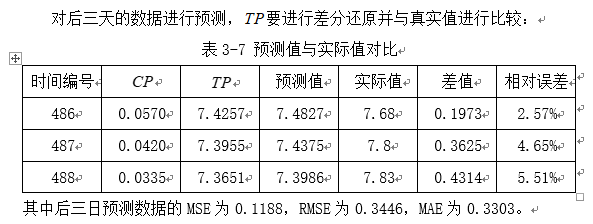 对后三天的数据进行预测，TP要进行差分还原并与真实值进行比较：
表 3-7 预测值与实际值对比
时间编号 CP TP 预测值 实际值 差值 相对误差
486 0.0570 7.4257 7.4827 7.68 0.1973 2.57%
487 0.0420 7.3955 7.4375 7.8 0.3625 4.65%
488 0.0335 7.3651 7.3986 7.83 0.4314 5.51%
其中后三日预测数据的 MSE 为 0.1188，RMSE 为 0.3446，MAE 为 0.3303。